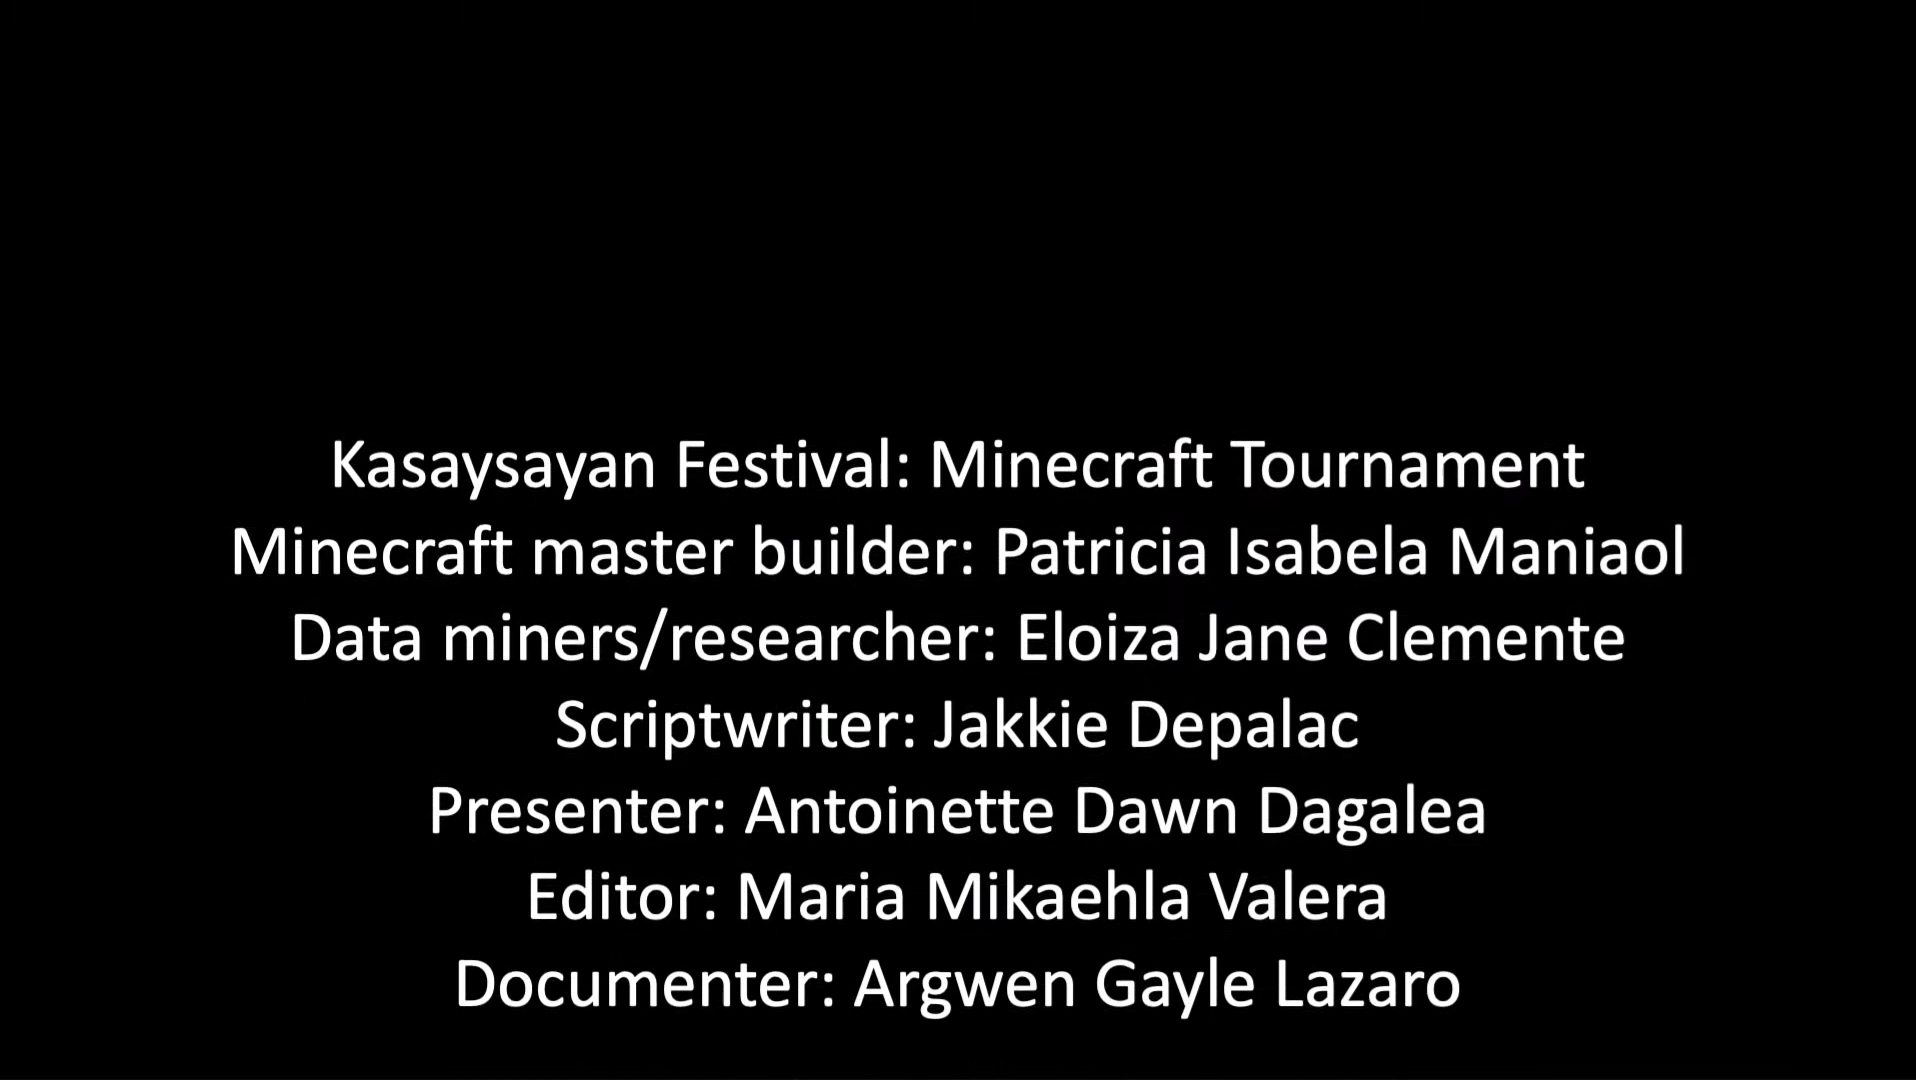 Kasaysayan Festival: Minecraft Tournament
Minecraft master builder: Patricia Isabela Maniaol
Data miners/researcher: Eloiza Jane Clemente
Scriptwriter: Jakkie Depalac
Presenter: Antoinette Dawn Dagalea
Editor: Maria Mikaehla Valera
Documenter: Argwen Gayle Lazaro